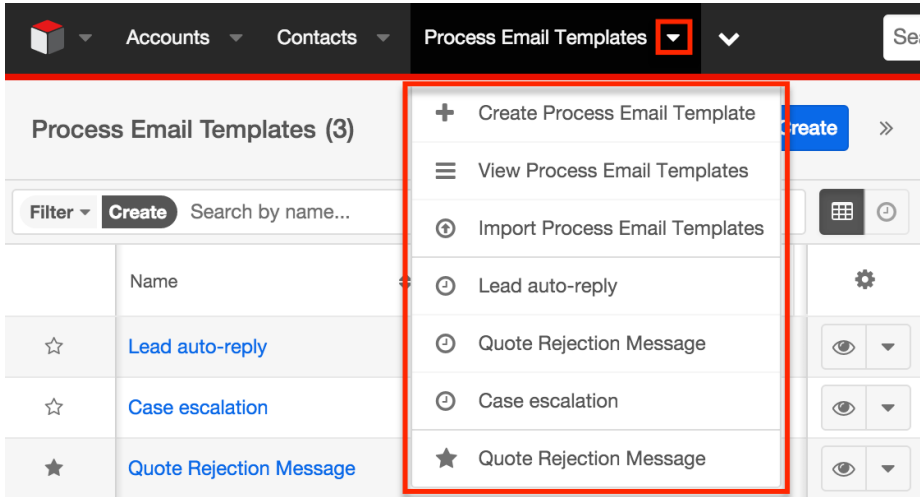 Accounts Contacts Process Email Templates
Process Email Templates (3)
Filter Create Search by name...
Name
Lead auto-reply
Case escalation
Quote Rejection Message
Create Process Email Template
View Process Email Templates
Import Process Email Templates
Lead auto-reply
Quote Rejection Message
Case escalation
Quote Rejection Message